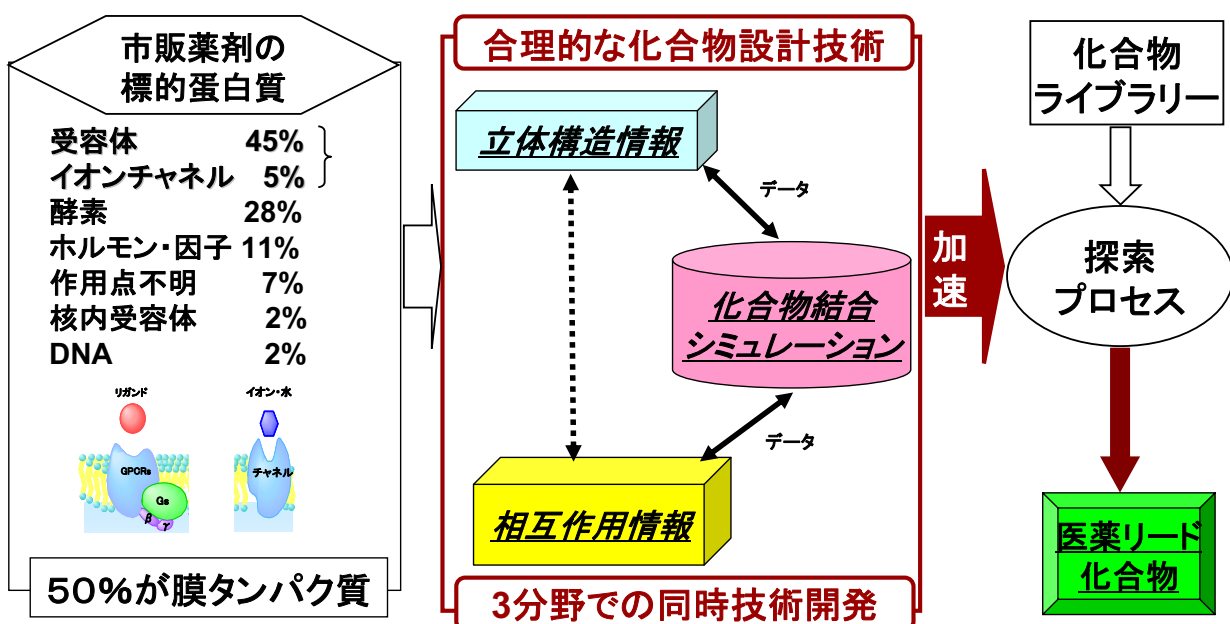 市販薬剤の
標的蛋白質
受容体 45%
イオンチャネル 5%
酵素 28%
ホルモン・因子 11%
作用点不明 7%
核内受容体 2%
DNA 2%
リガンド
イオン・水
GPCRs
チャネル
Gs
β γ
50%が膜タンパク質
合理的な化合物設計技術
立体構造情報
データ
化合物結合
シミュレーション
データ
相互作用情報
3分野での同時技術開発
加
速
化合物
ライブラリー
探索
プロセス
医薬リード
化合物